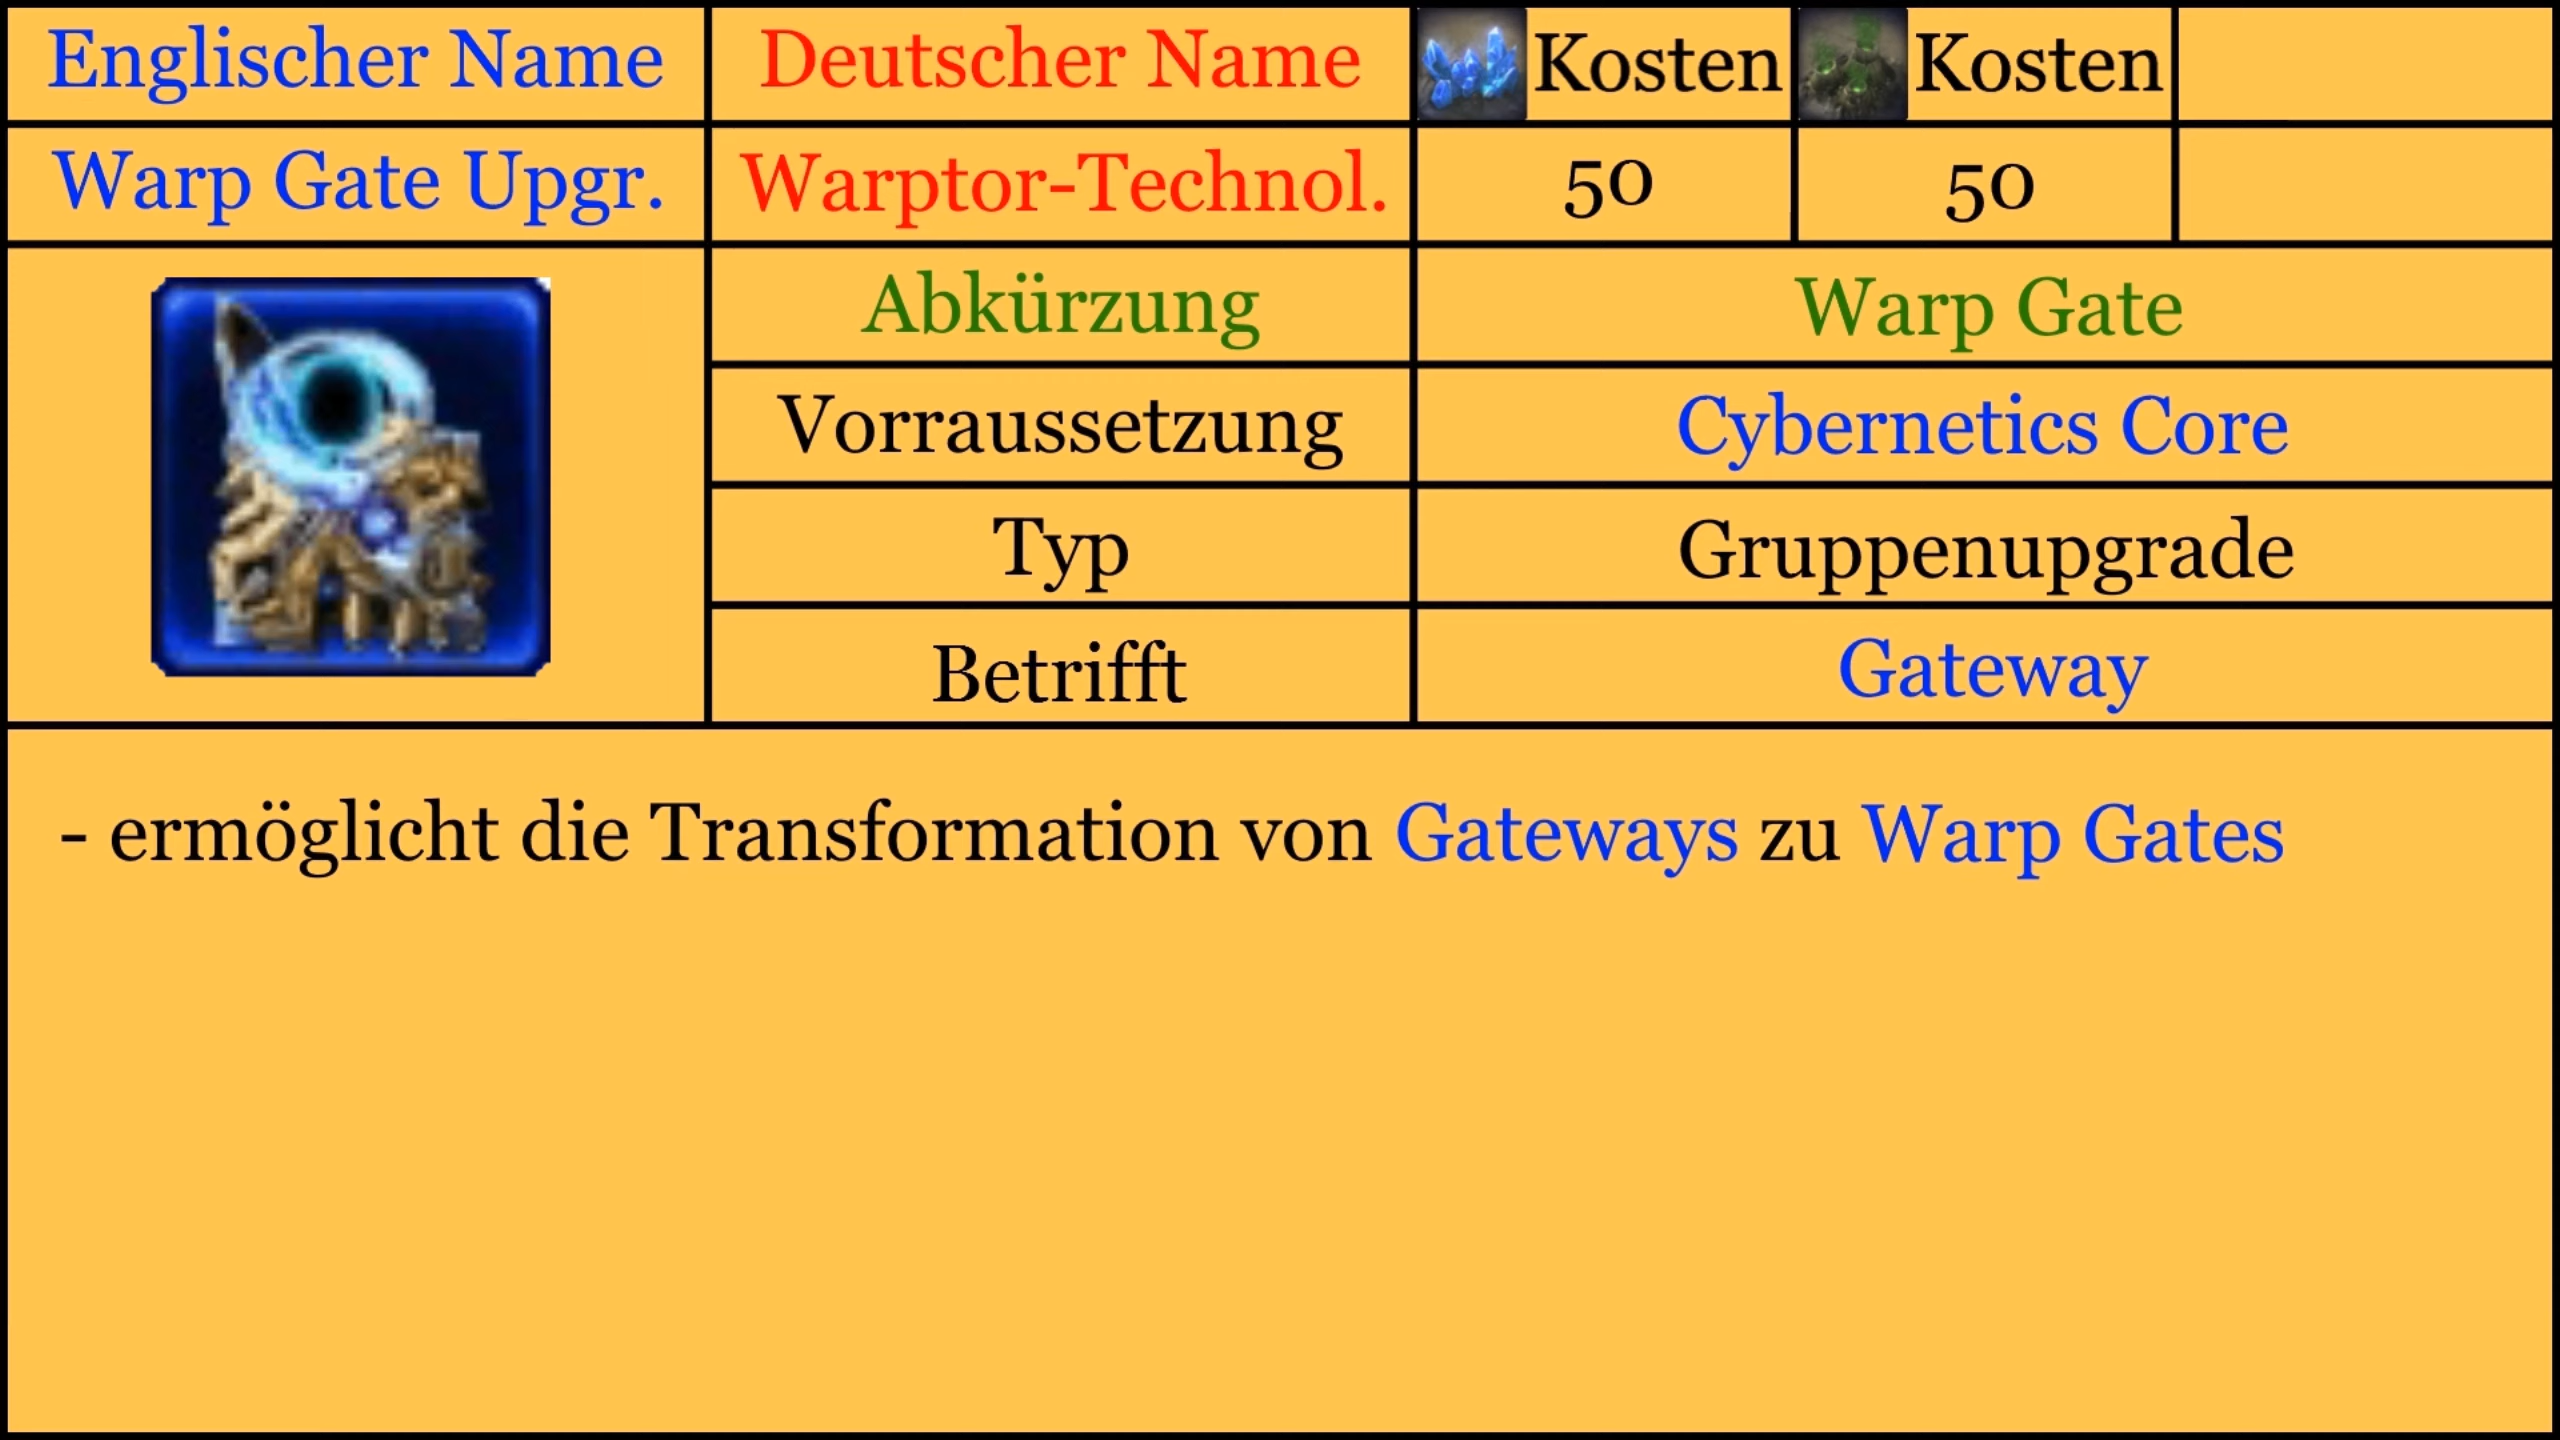 Englischer Name Deutscher Name Kosten Kosten
Warp Gate Upgr. Warptor-Technol. 50 50
Abkürzung Warp Gate
Vorraussetzung Cybernetics Core
Typ Gruppenupgrade
Betrifft Gateway
- ermöglicht die Transformation von Gateways zu Warp Gates